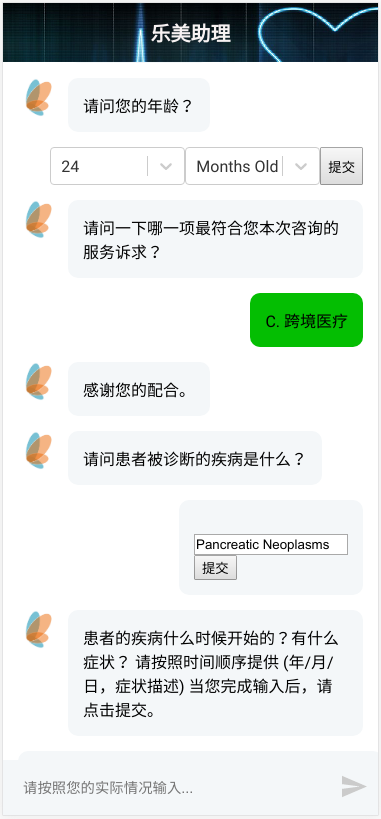 乐美助理
请问您的年龄？
24
Months Old
提交
请问一下哪一项最符合您本次咨询的
服务诉求？
C. 跨境医疗
感谢您的配合。
请问患者被诊断的疾病是什么？
Pancreatic Neoplasms
提交
患者的疾病什么时候开始的？有什么
症状？ 请按照时间顺序提供 (年/月/
日，症状描述) 当您完成输入后，请
点击提交。
请按照您的实际情况输入...